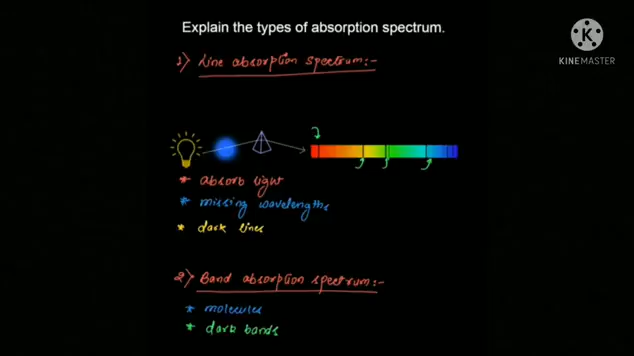 Explain the types of absorption spectrum.
KINEMASTER
1) Line absorption spectrum:-
* absorb light
* missing wavelengths
* dark lines
2) Band absorption spectrum:-
* molecules
* dark bands